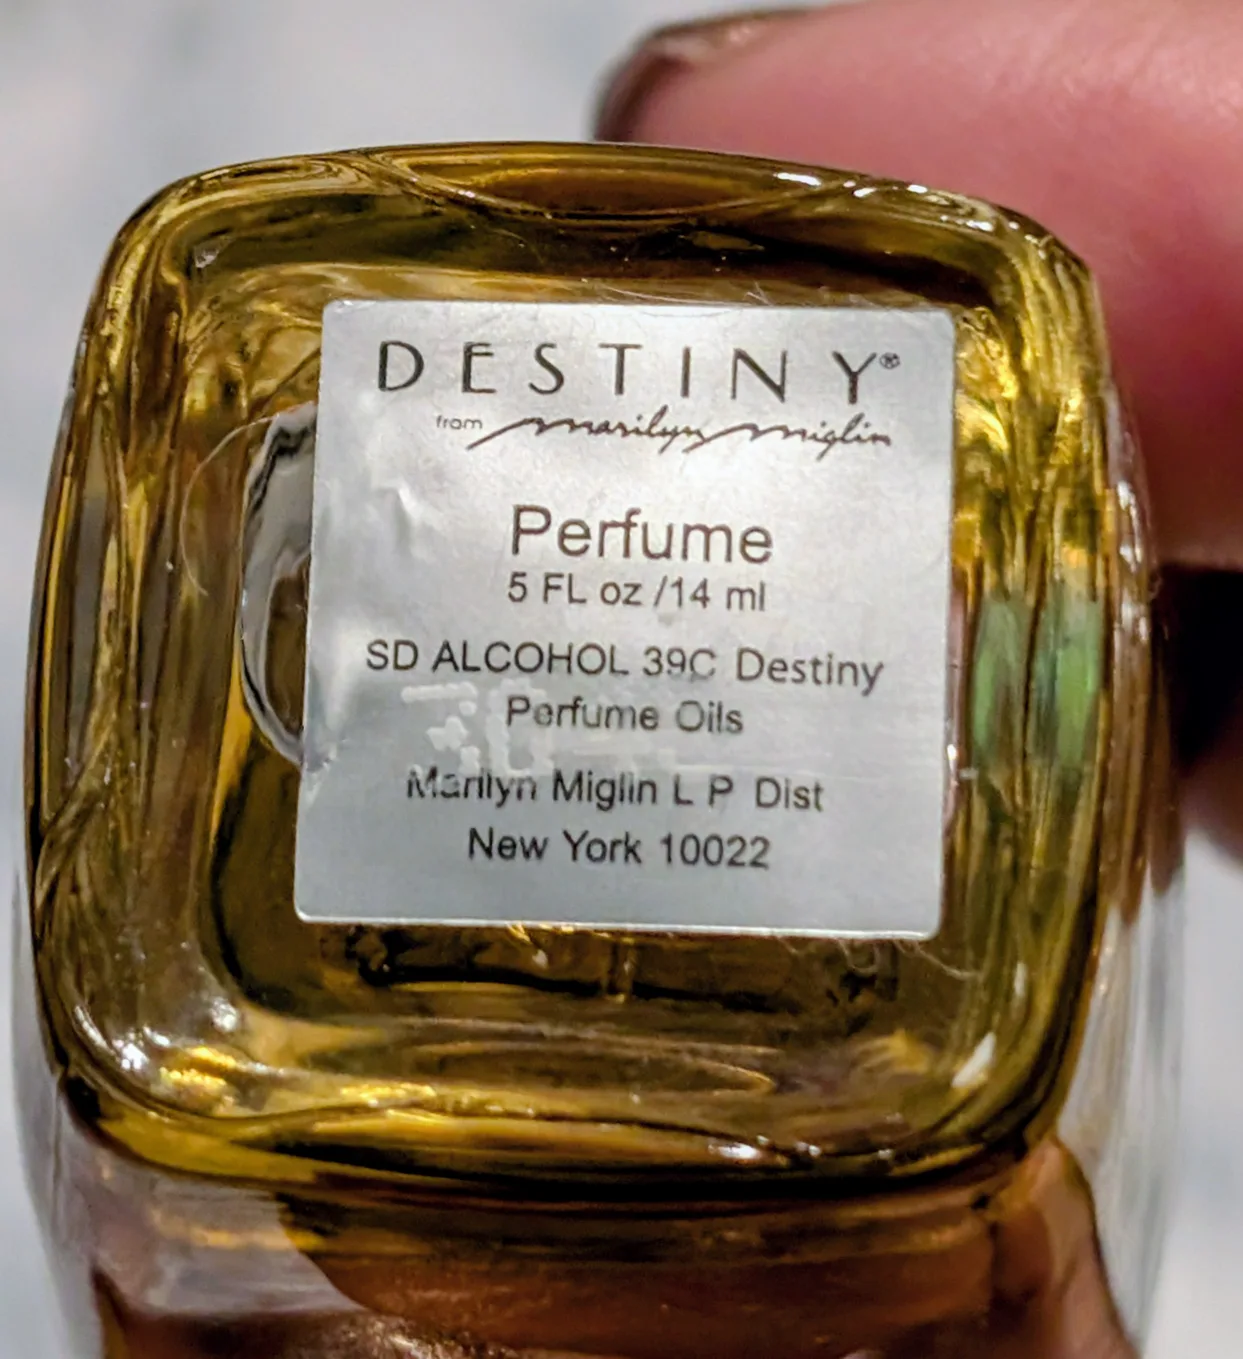 DESTINY®
from marilyn miglin
Perfume
5 FL oz /14 ml
SD ALCOHOL 39C Destiny
Perfume Oils
Marilyn Miglin L P Dist
New York 10022